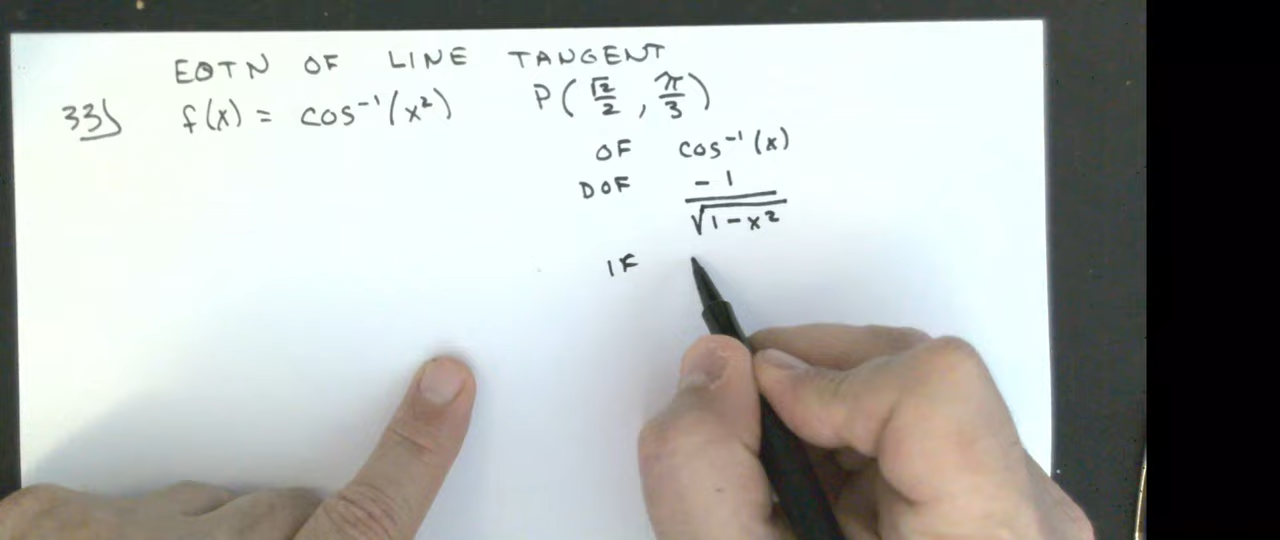 EQTN OF LINE TANGENT
33) f(x) = cos⁻¹(x²) P(√2/2, π/3)
OF cos⁻¹(x)
DOF -1/√(1-x²)
IF